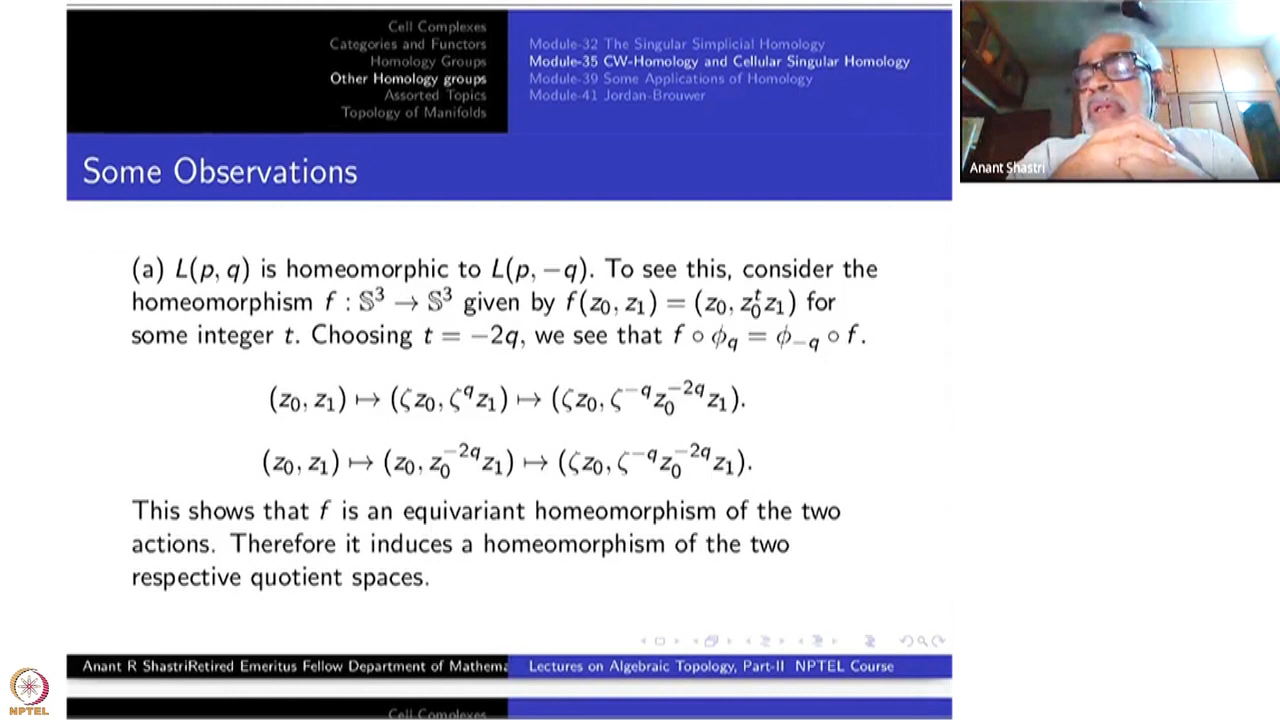 Cell Complexes
Categories and Functors
Homology Groups
Other Homology groups
Assorted Topics
Topology of Manifolds
Module-32 The Singular Simplicial Homology
Module-35 CW-Homology and Cellular Singular Homology
Module-39 Some Applications of Homology
Module-41 Jordan-Brouwer
Anant Shastri
Some Observations
(a) L(p, q) is homeomorphic to L(p, −q). To see this, consider the
homeomorphism f : 𝕊³ → 𝕊³ given by f(z₀, z₁) = (z₀, z₀ᵗz₁) for
some integer t. Choosing t = −2q, we see that f ∘ ϕ_q = ϕ_{−q} ∘ f.
(z₀, z₁) ↦ (ζz₀, ζ^q z₁) ↦ (ζz₀, ζ^{−q} z₀^{−2q} z₁).
(z₀, z₁) ↦ (z₀, z₀^{−2q} z₁) ↦ (ζz₀, ζ^{−q} z₀^{−2q} z₁).
This shows that f is an equivariant homeomorphism of the two
actions. Therefore it induces a homeomorphism of the two
respective quotient spaces.
Anant R ShastriRetired Emeritus Fellow Department of Mathema
Lectures on Algebraic Topology, Part-II NPTEL Course
NPTEL
Cell Complexes